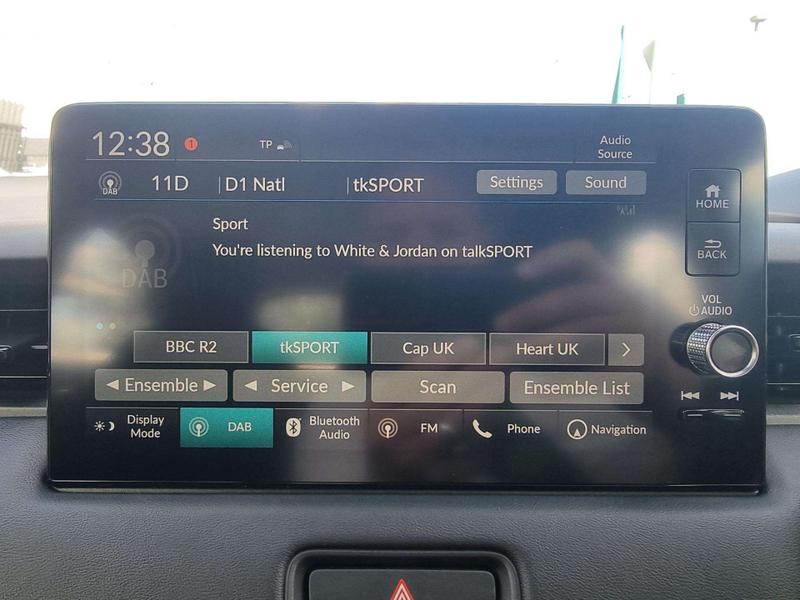 12:38
1
TP
Audio
Source
DAB
11D
D1 Natl
tkSPORT
Settings
Sound
HOME
Sport
You're listening to White & Jordan on talkSPORT
DAB
BACK
VOL
AUDIO
BBC R2
tkSPORT
Cap UK
Heart UK
Ensemble
Service
Scan
Ensemble List
Display
Mode
DAB
Bluetooth
Audio
FM
Phone
Navigation